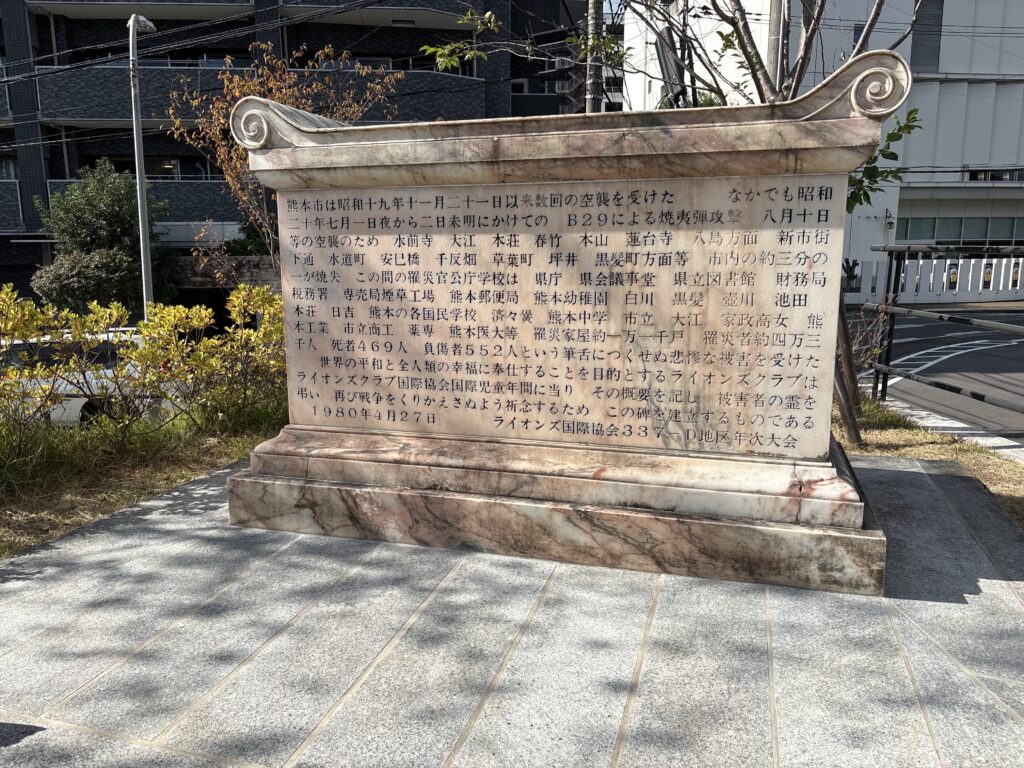 熊本市は昭和十九年十一月二十一日以来数回の空襲を受けた　なかでも昭和
二十年七月一日夜から二日未明にかけての　B29による焼夷弾攻撃　八月十日
等の空襲のため　水前寺　大江　本荘　春竹　本山　蓮台寺　八島方面　新市街
下通　水道町　安巳橋　千反畑　草葉町　坪井　黒髪町方面等　市内の約三分の
一が焼失　この間の罹災官公庁学校は　県庁　県会議事堂　県立図書館　財務局
税務署　専売局煙草工場　熊本郵便局　熊本幼稚園　白川　黒髪　壺川　池田
本荘　日吉　熊本の各国民学校　済々黌　熊本中学　市立　大江　家政高女　熊
本工業　市立商工　薬専　熊本医大等　罹災家屋約一万一千戸　罹災者約四万三
千人　死者469人　負傷者552人という筆舌につくせぬ悲惨な被害を受けた
世界の平和と全人類の幸福に奉仕することを目的とするライオンズクラブは
ライオンズクラブ国際協会国際児童年間に当り　その概要を記し　被害者の霊を
弔い　再び戦争をくりかえさぬよう祈念するため　この碑を建立するものである
1980年4月27日　ライオンズ国際協会337－D地区年次大会